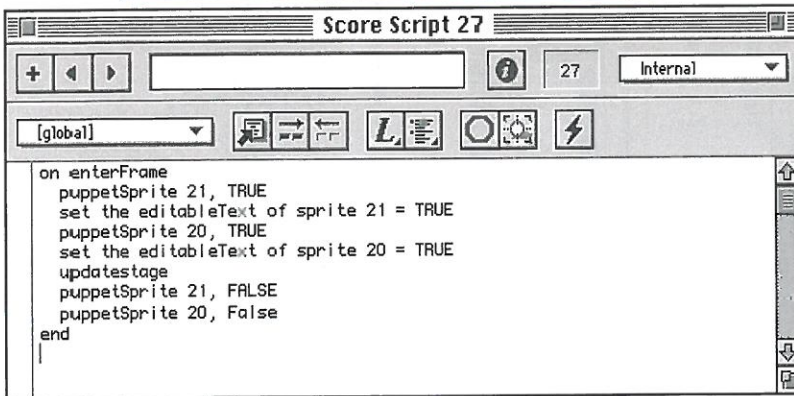 Score Script 27
27
Internal
[global]
on enterFrame
puppetSprite 21, TRUE
set the editableText of sprite 21 = TRUE
puppetSprite 20, TRUE
set the editableText of sprite 20 = TRUE
updatestage
puppetSprite 21, FALSE
puppetSprite 20, False
end